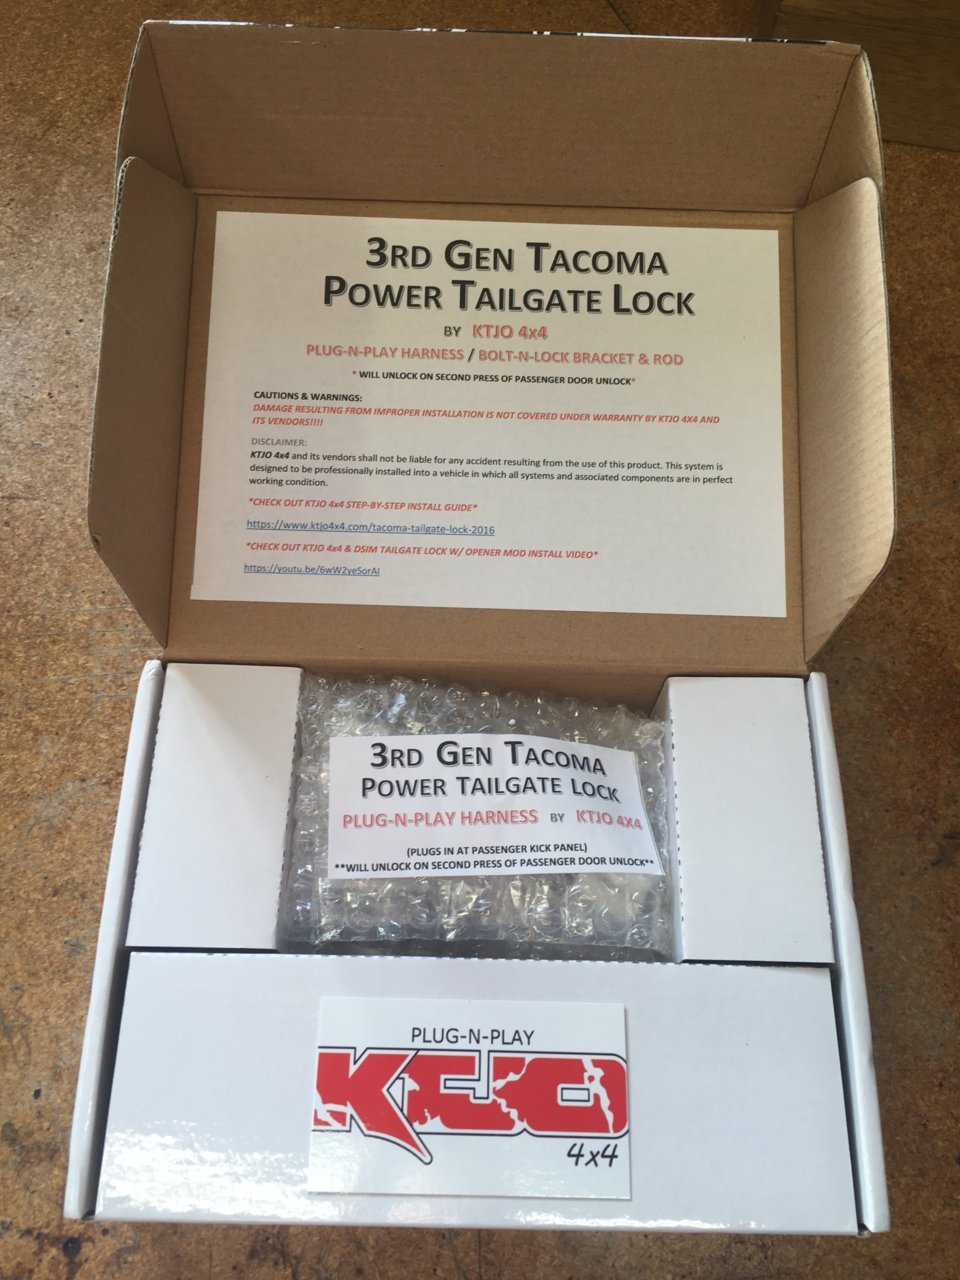 3RD GEN TACOMA
POWER TAILGATE LOCK
BY KTJO 4x4
PLUG-N-PLAY HARNESS / BOLT-N-LOCK BRACKET & ROD
* WILL UNLOCK ON SECOND PRESS OF PASSENGER DOOR UNLOCK*
CAUTIONS & WARNINGS:
DAMAGE RESULTING FROM IMPROPER INSTALLATION IS NOT COVERED UNDER WARRANTY BY KTJO 4X4 AND
ITS VENDORS!!!!
DISCLAIMER:
KTJO 4x4 and its vendors shall not be liable for any accident resulting from the use of this product. This system is
designed to be professionally installed into a vehicle in which all systems and associated components are in perfect
working condition.
*CHECK OUT KTJO 4x4 STEP-BY-STEP INSTALL GUIDE*
https://www.ktjo4x4.com/tacoma-tailgate-lock-2016
*CHECK OUT KTJO 4x4 & DSIM TAILGATE LOCK W/ OPENER MOD INSTALL VIDEO*
https://youtu.be/6wW2yeSorAI
3RD GEN TACOMA
POWER TAILGATE LOCK
PLUG-N-PLAY HARNESS BY KTJO 4X4
(PLUGS IN AT PASSENGER KICK PANEL)
**WILL UNLOCK ON SECOND PRESS OF PASSENGER DOOR UNLOCK**
PLUG-N-PLAY
KTJO
4x4